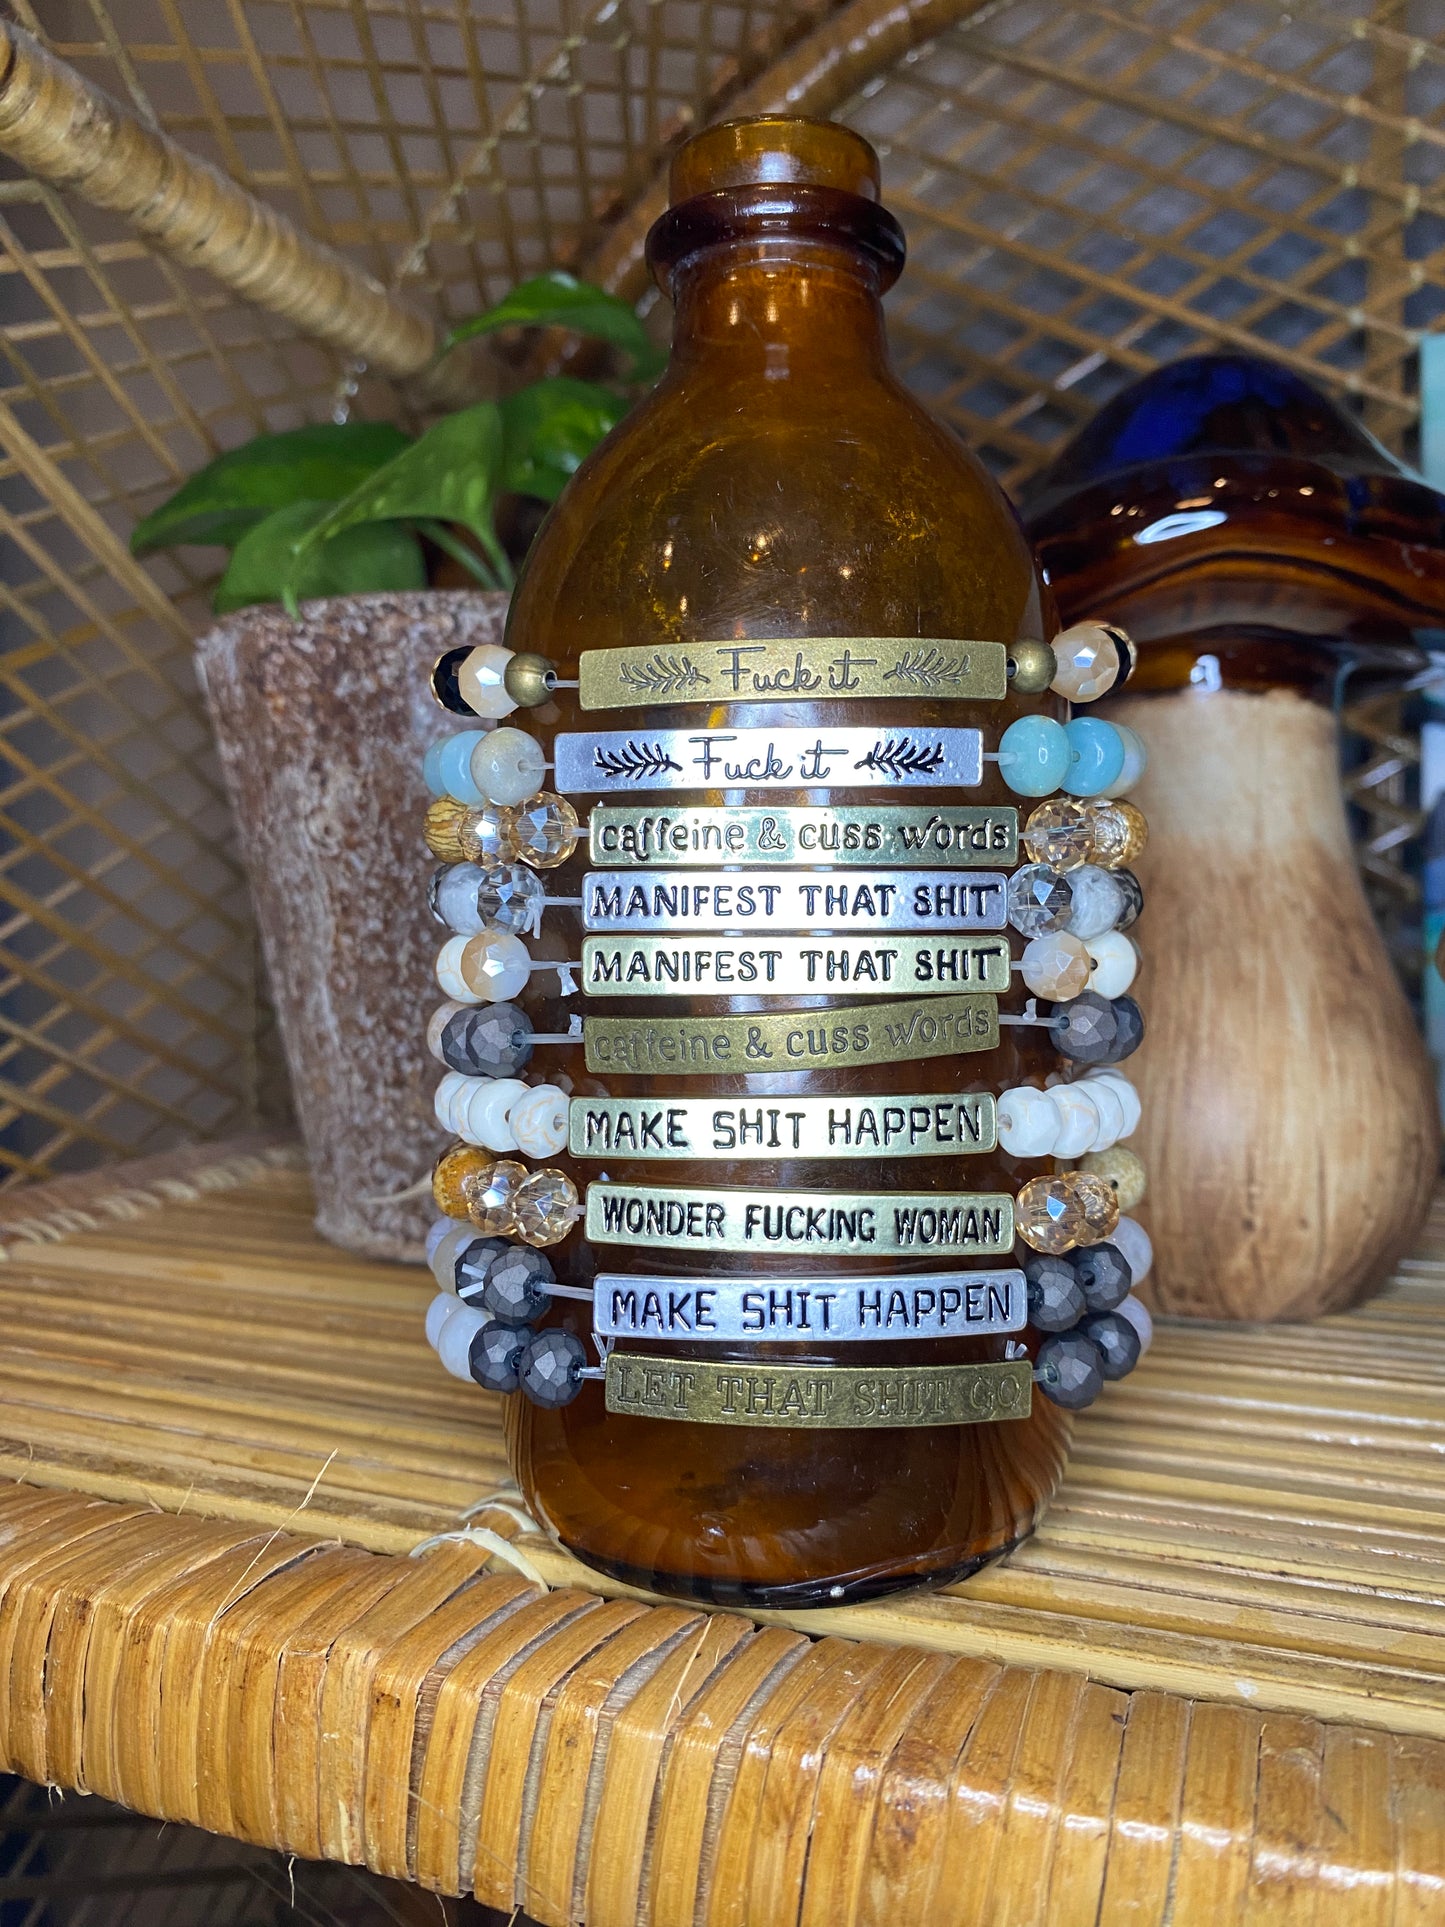 Fuck it
Fuck it
caffeine & cuss words
MANIFEST THAT SHIT
MANIFEST THAT SHIT
caffeine & cuss words
MAKE SHIT HAPPEN
WONDER FUCKING WOMAN
MAKE SHIT HAPPEN
LET THAT SHIT GO